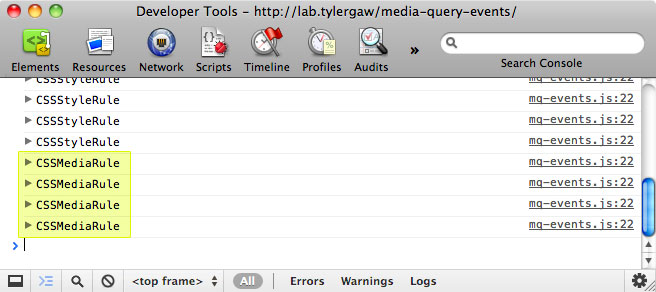 Developer Tools - http://lab.tylergaw/media-query-events/
Elements Resources Network Scripts Timeline Profiles Audits » Search Console
CSSStyleRule mq-events.js:22
CSSStyleRule mq-events.js:22
CSSStyleRule mq-events.js:22
CSSStyleRule mq-events.js:22
CSSMediaRule mq-events.js:22
CSSMediaRule mq-events.js:22
CSSMediaRule mq-events.js:22
CSSMediaRule mq-events.js:22
>
<top frame> All Errors Warnings Logs